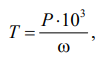 T = P·10³ / ω ,